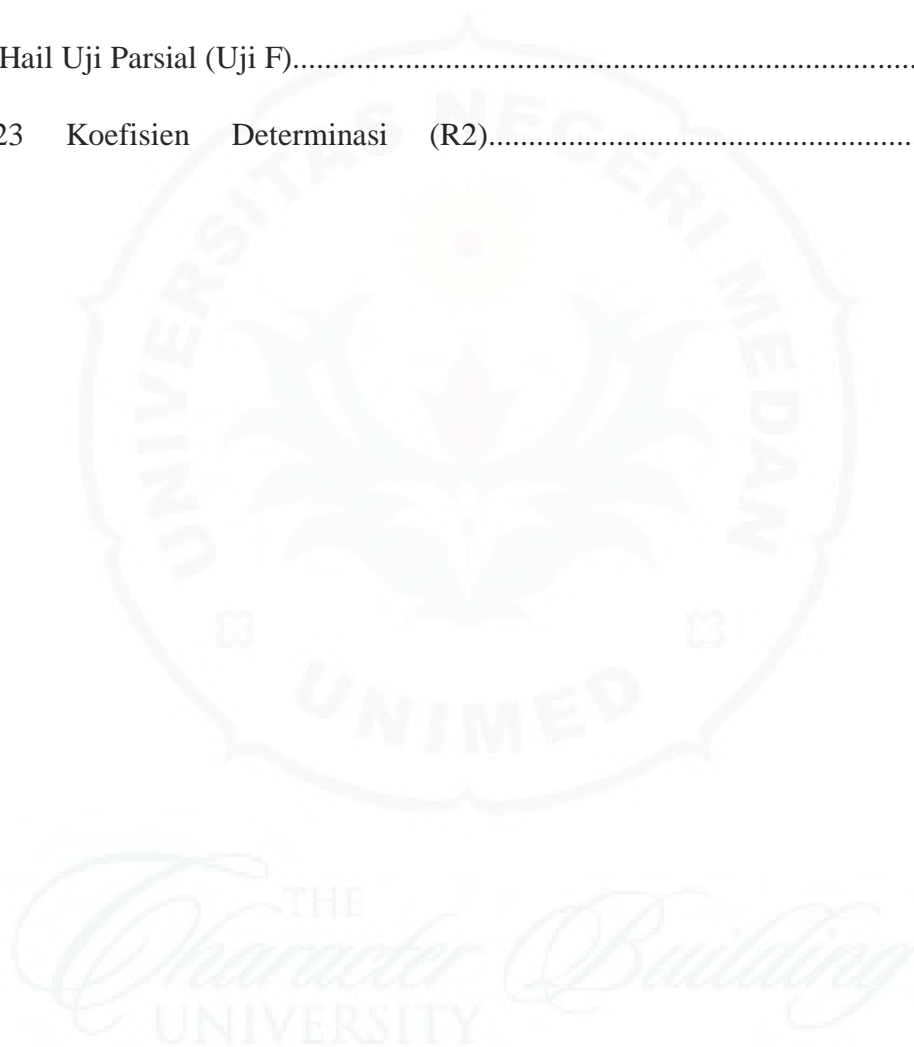 Hail Uji Parsial (Uji F)....................................................................................
23 Koefisien Determinasi (R2)...................................................
UNIVERSITAS NEGERI MEDAN
UNIMED
THE
Character Building
UNIVERSITY